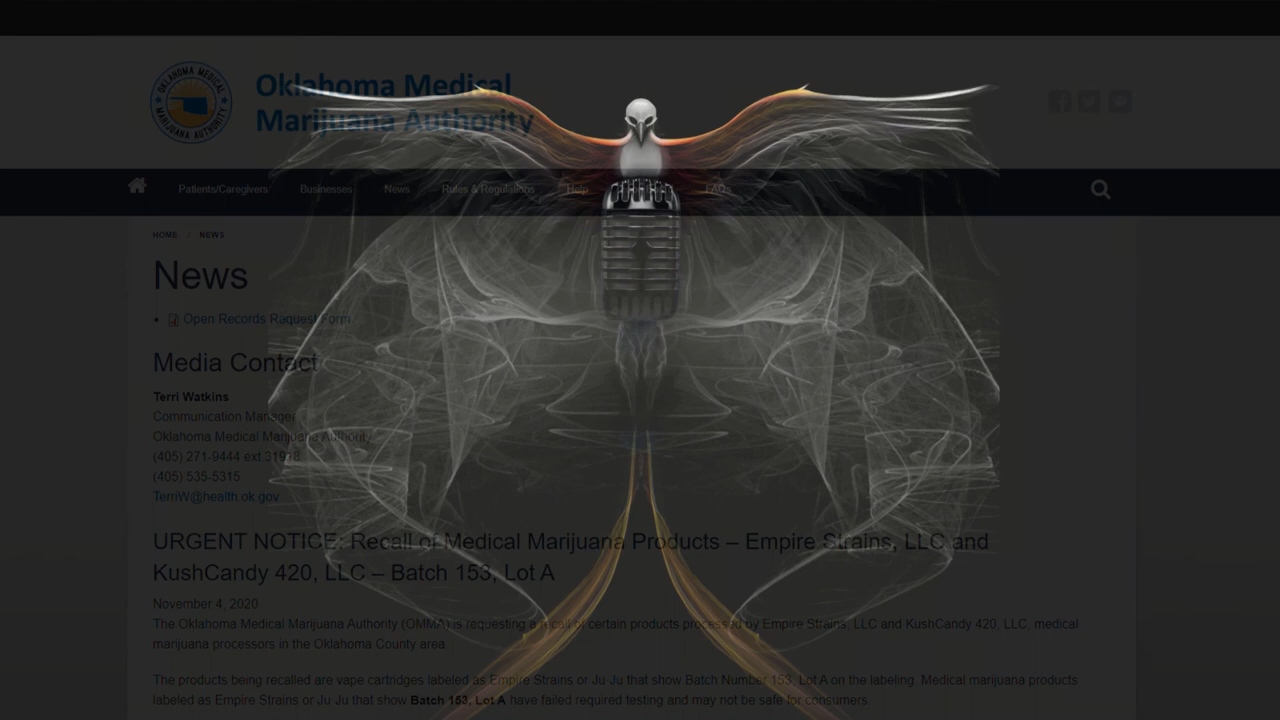 OKLAHOMA MEDICAL
MARIJUANA AUTHORITY
Oklahoma Medical
Marijuana Authority
Patients/Caregivers Businesses News Rules & Regulations Help FAQs
HOME / NEWS
News
• Open Records Request Form
Media Contact
Terri Watkins
Communication Manager
Oklahoma Medical Marijuana Authority
(405) 271-9444 ext.31918
(405) 535-5315
TerriW@health.ok.gov
URGENT NOTICE: Recall of Medical Marijuana Products – Empire Strains, LLC and
KushCandy 420, LLC – Batch 153, Lot A
November 4, 2020
The Oklahoma Medical Marijuana Authority (OMMA) is requesting a recall of certain products processed by Empire Strains, LLC and KushCandy 420, LLC, medical
marijuana processors in the Oklahoma County area.
The products being recalled are vape cartridges labeled as Empire Strains or Ju Ju that show Batch Number 153, Lot A on the labeling. Medical marijuana products
labeled as Empire Strains or Ju Ju that show Batch 153, Lot A have failed required testing and may not be safe for consumers.